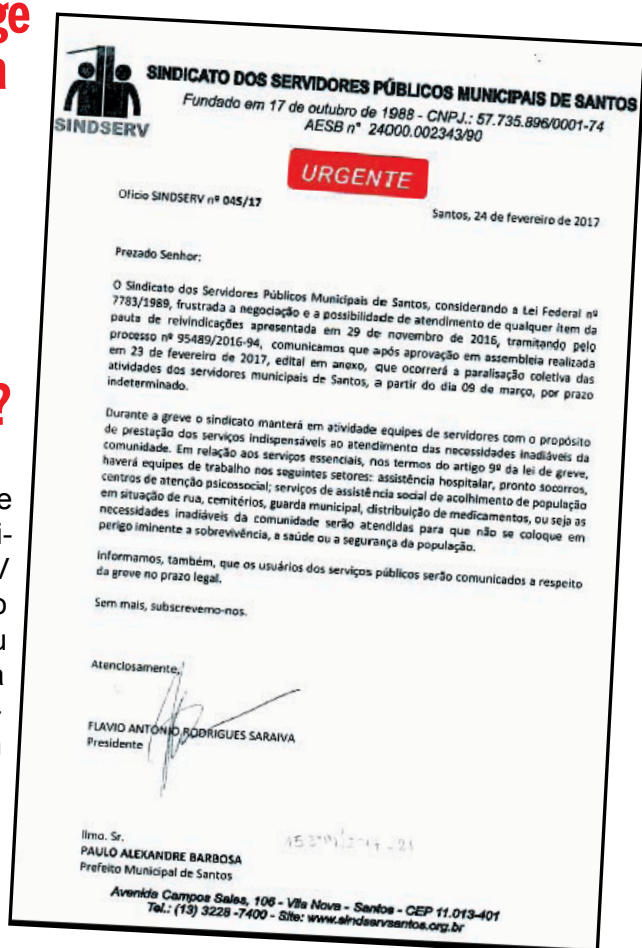 ge
a
?
e
i-
V
o
u
a
SINDSERV
SINDICATO DOS SERVIDORES PÚBLICOS MUNICIPAIS DE SANTOS
Fundado em 17 de outubro de 1988 - CNPJ.: 57.735.896/0001-74
AESB nº 24000.002343/90
URGENTE
Ofício SINDSERV nº 045/17
Santos, 24 de fevereiro de 2017
Prezado Senhor:
O Sindicato dos Servidores Públicos Municipais de Santos, considerando a Lei Federal nº
7783/1989, frustrada a negociação e a possibilidade de atendimento de qualquer item da
pauta de reivindicações apresentada em 29 de novembro de 2016, tramitando pelo
processo nº 95489/2016-94, comunicamos que após aprovação em assembleia realizada
em 23 de fevereiro de 2017, edital em anexo, que ocorrerá a paralisação coletiva das
atividades dos servidores municipais de Santos, a partir do dia 09 de março, por prazo
indeterminado.
Durante a greve o sindicato manterá em atividade equipes de servidores com o propósito
de prestação dos serviços indispensáveis ao atendimento das necessidades inadiáveis da
comunidade. Em relação aos serviços essenciais, nos termos do artigo 9º da lei de greve,
haverá equipes de trabalho nos seguintes setores: assistência hospitalar, pronto socorros,
centros de atenção psicossocial; serviços de assistência social de acolhimento de população
em situação de rua, cemitérios, guarda municipal, distribuição de medicamentos, ou seja as
necessidades inadiáveis da comunidade serão atendidas para que não se coloque em
perigo iminente a sobrevivência, a saúde ou a segurança da população.
Informamos, também, que os usuários dos serviços públicos serão comunicados a respeito
da greve no prazo legal.
Sem mais, subscrevemo-nos.
Atenciosamente,
FLAVIO ANTONIO RODRIGUES SARAIVA
Presidente
Ilmo. Sr.
PAULO ALEXANDRE BARBOSA
Prefeito Municipal de Santos
Avenida Campos Sales, 106 - Vila Nova - Santos - CEP 11.013-401
Tel.: (13) 3228 -7400 - Site: www.sindservsantos.org.br